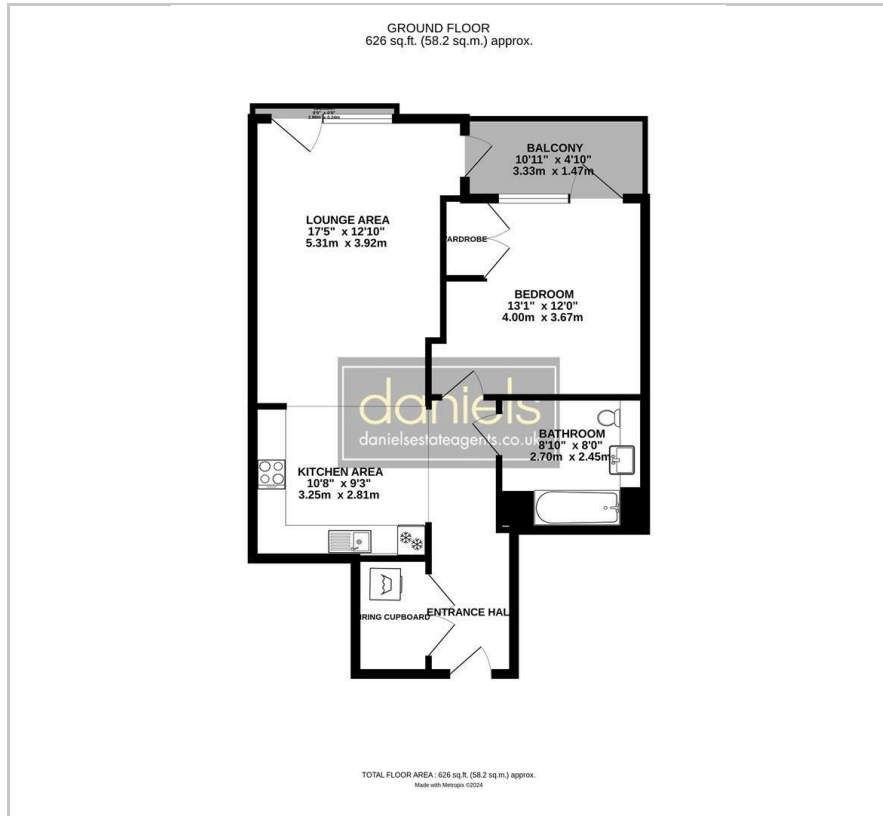 GROUND FLOOR
626 sq.ft. (58.2 sq.m.) approx.
BALCONY
10'11" x 4'10"
3.33m x 1.47m
LOUNGE AREA
17'5" x 12'10"
5.31m x 3.92m
ARDROBE
BEDROOM
13'1" x 12'0"
4.00m x 3.67m
daniels
danielsestateagents.co.uk
BATHROOM
8'10" x 8'0"
2.70m x 2.45m
KITCHEN AREA
10'8" x 9'3"
3.25m x 2.81m
ENTRANCE HAL
IRING CUPBOARD
TOTAL FLOOR AREA : 626 sq.ft. (58.2 sq.m.) approx.
Made with Metropix ©2024